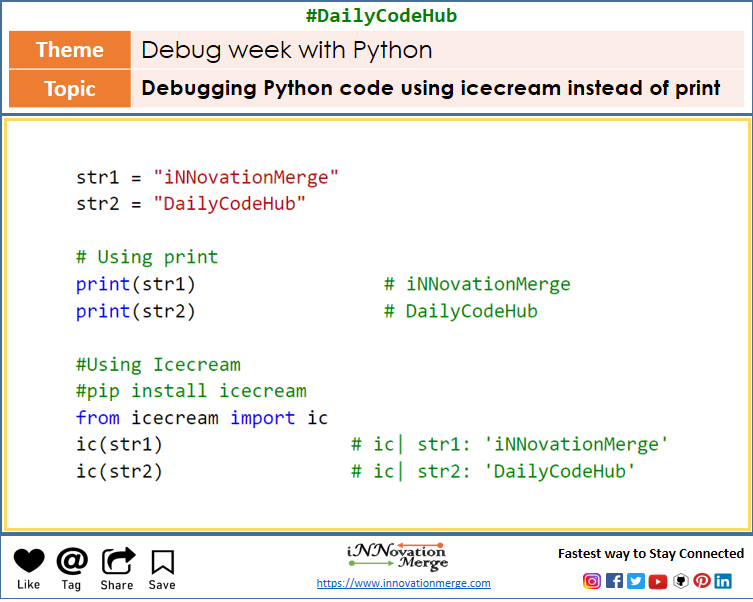 #DailyCodeHub
Theme
Debug week with Python
Topic
Debugging Python code using icecream instead of print
str1 = "iNNovationMerge"
str2 = "DailyCodeHub"
# Using print
print(str1) # iNNovationMerge
print(str2) # DailyCodeHub
#Using Icecream
#pip install icecream
from icecream import ic
ic(str1) # ic| str1: 'iNNovationMerge'
ic(str2) # ic| str2: 'DailyCodeHub'
Like
Tag
Share
Save
iNNovation
Merge
https://www.innovationmerge.com
Fastest way to Stay Connected